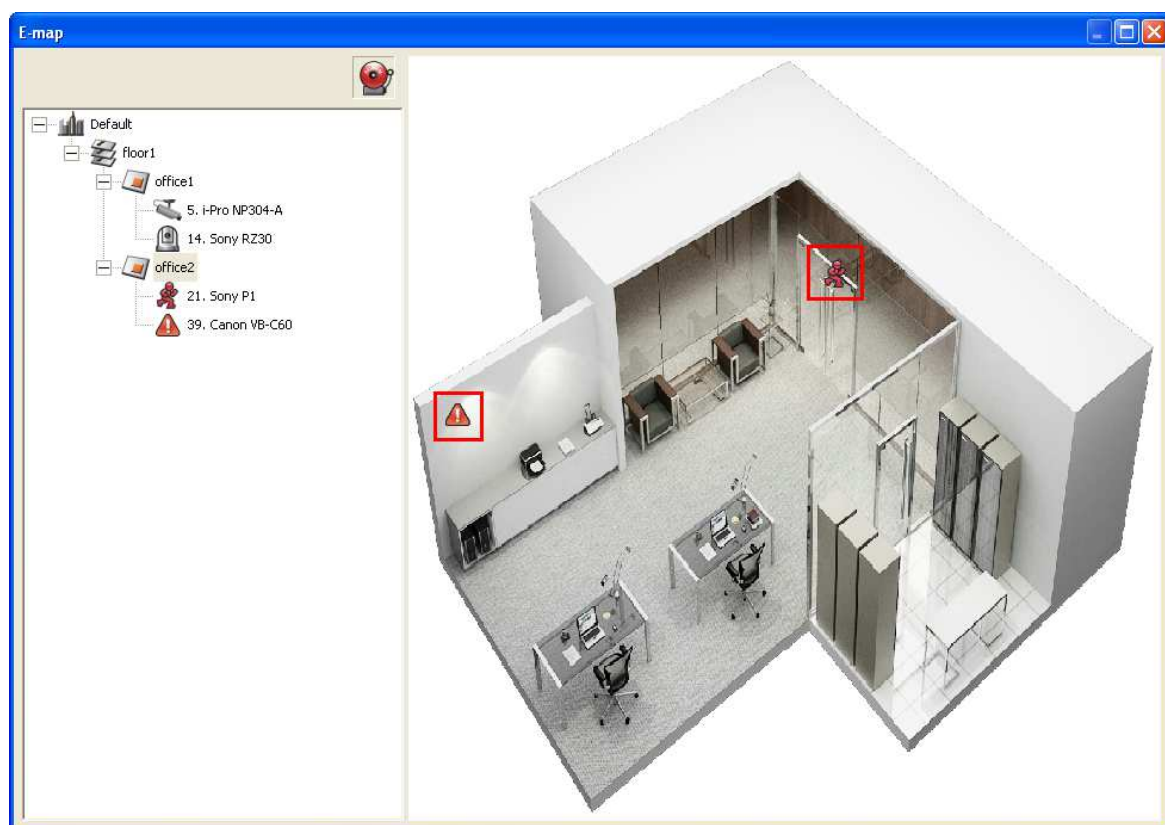 E-map
Default
floor1
office1
5. i-Pro NP304-A
14. Sony RZ30
office2
21. Sony P1
39. Canon VB-C60